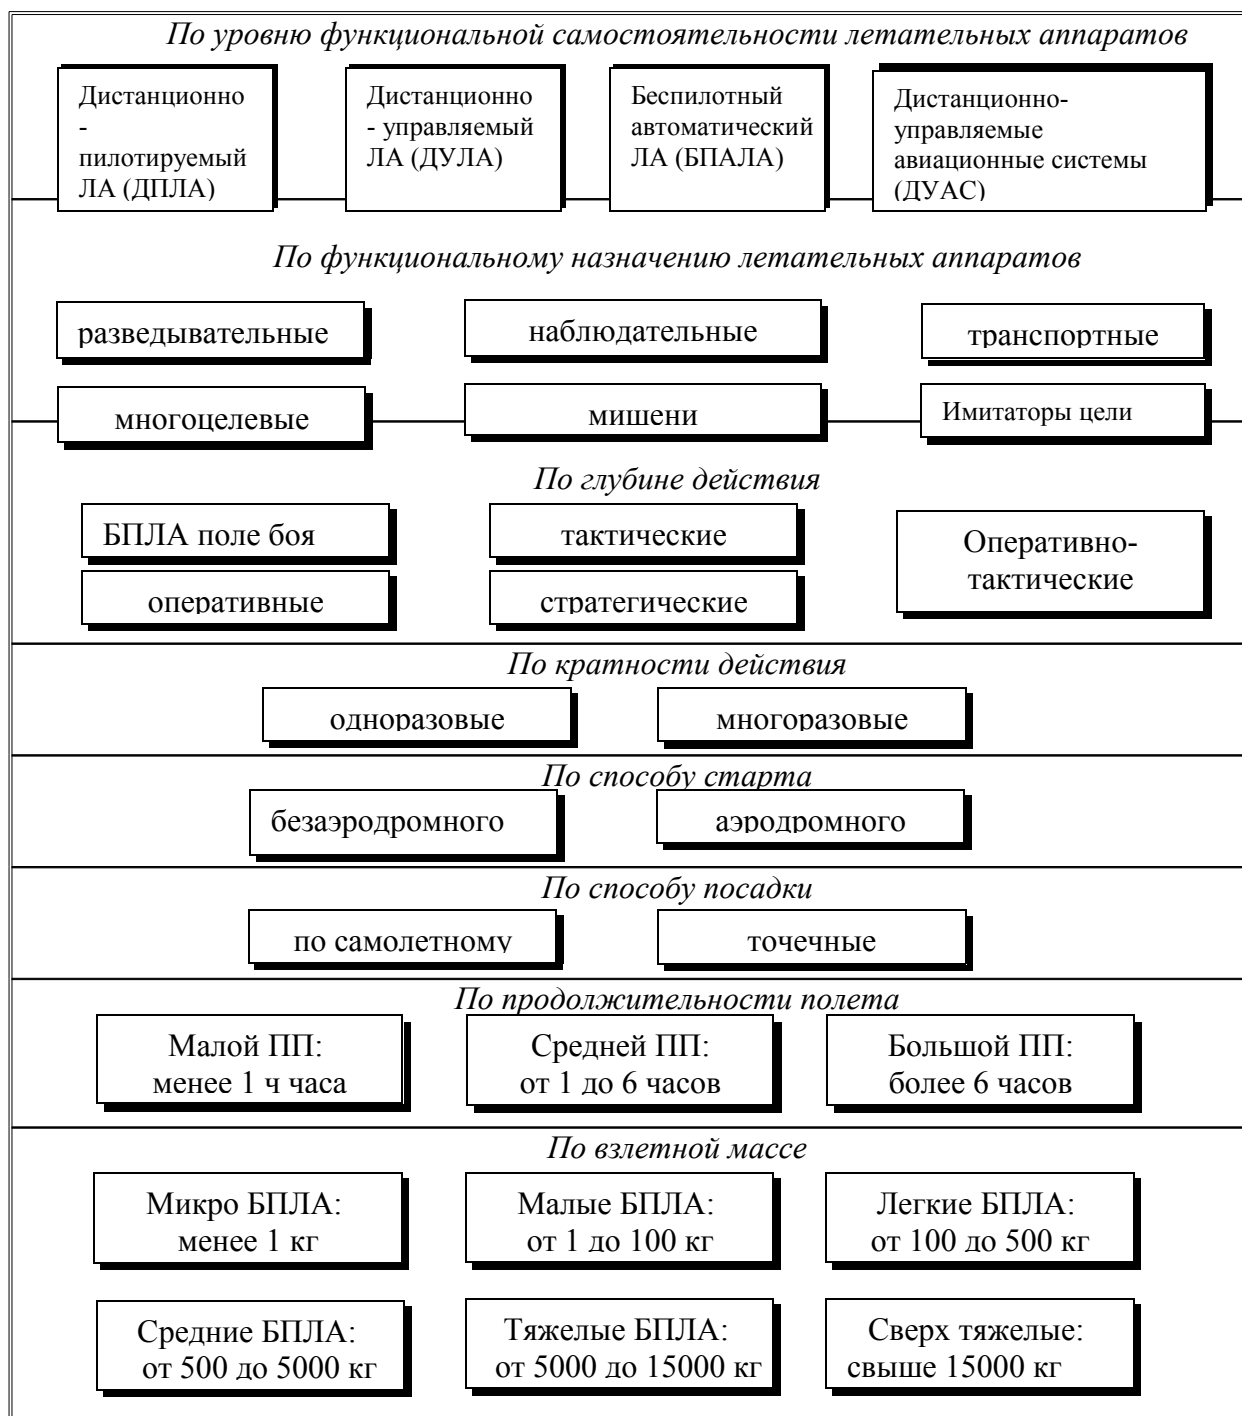 По уровню функциональной самостоятельности летательных аппаратов
Дистанционно
-
пилотируемый
ЛА (ДПЛА)
Дистанционно
- управляемый
ЛА (ДУЛА)
Беспилотный
автоматический
ЛА (БПАЛА)
Дистанционно-
управляемые
авиационные системы
(ДУАС)
По функциональному назначению летательных аппаратов
разведывательные
наблюдательные
транспортные
многоцелевые
мишени
Имитаторы цели
По глубине действия
БПЛА поле боя
тактические
Оперативно-
тактические
оперативные
стратегические
По кратности действия
одноразовые
многоразовые
По способу старта
безаэродромного
аэродромного
По способу посадки
по самолетному
точечные
По продолжительности полета
Малой ПП:
менее 1 ч часа
Средней ПП:
от 1 до 6 часов
Большой ПП:
более 6 часов
По взлетной массе
Микро БПЛА:
менее 1 кг
Малые БПЛА:
от 1 до 100 кг
Легкие БПЛА:
от 100 до 500 кг
Средние БПЛА:
от 500 до 5000 кг
Тяжелые БПЛА:
от 5000 до 15000 кг
Сверх тяжелые:
свыше 15000 кг